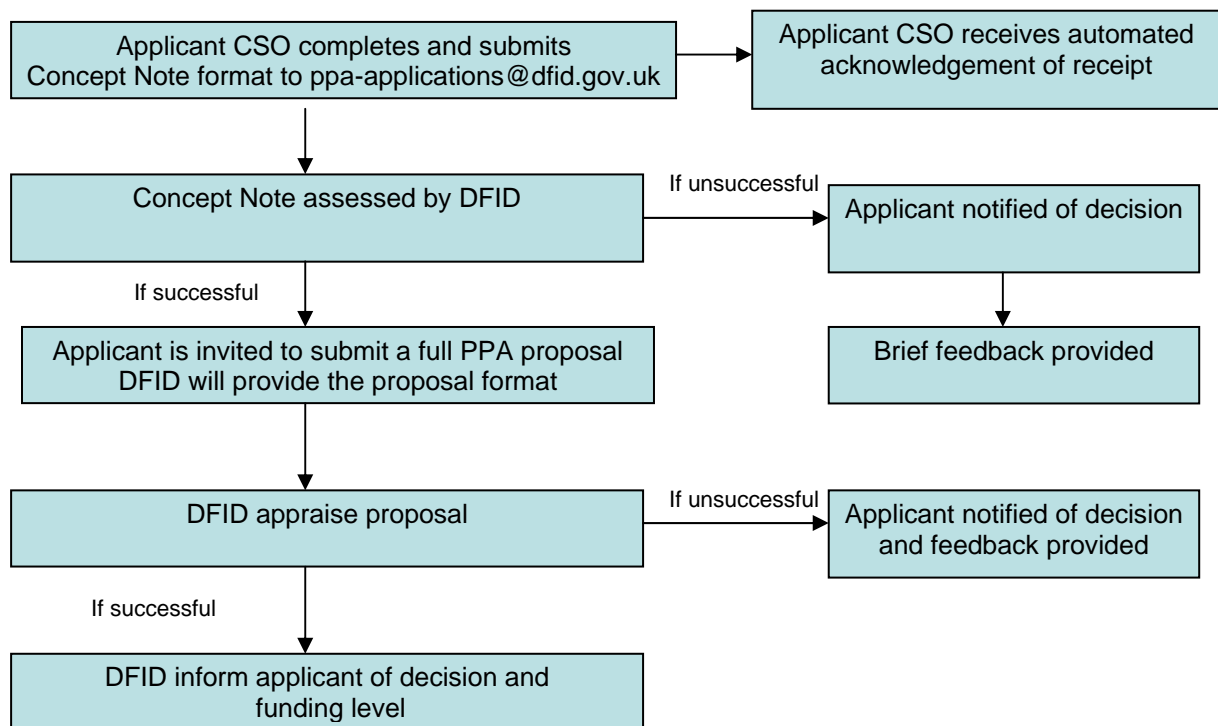 Applicant CSO completes and submits
Concept Note format to ppa-applications@dfid.gov.uk
Applicant CSO receives automated
acknowledgement of receipt
Concept Note assessed by DFID
If unsuccessful
Applicant notified of decision
Brief feedback provided
If successful
Applicant is invited to submit a full PPA proposal
DFID will provide the proposal format
DFID appraise proposal
If unsuccessful
Applicant notified of decision
and feedback provided
If successful
DFID inform applicant of decision and
funding level